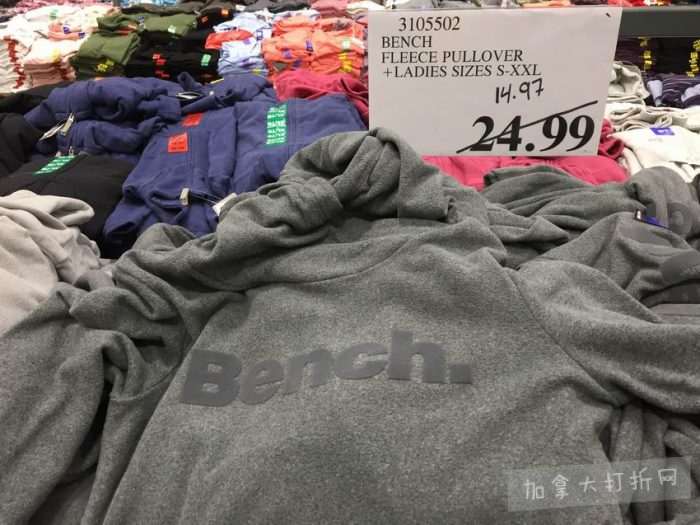 3105502
BENCH
FLEECE PULLOVER
+LADIES SIZES S-XXL
14.97
24.99
Bench.
加拿大打折网